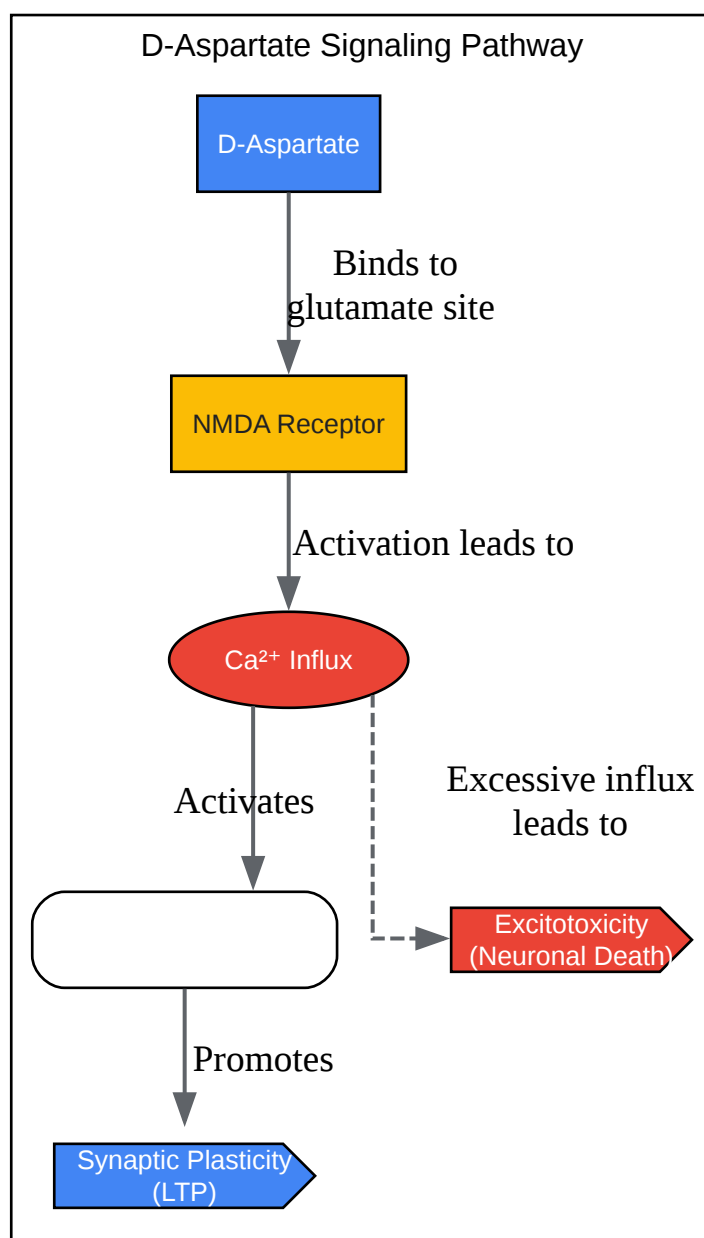 D-Aspartate Signaling Pathway
D-Aspartate
Binds to
glutamate site
NMDA Receptor
Activation leads to
Ca²⁺ Influx
Activates
Excessive influx
leads to
Excitotoxicity
(Neuronal Death)
Promotes
Synaptic Plasticity
(LTP)